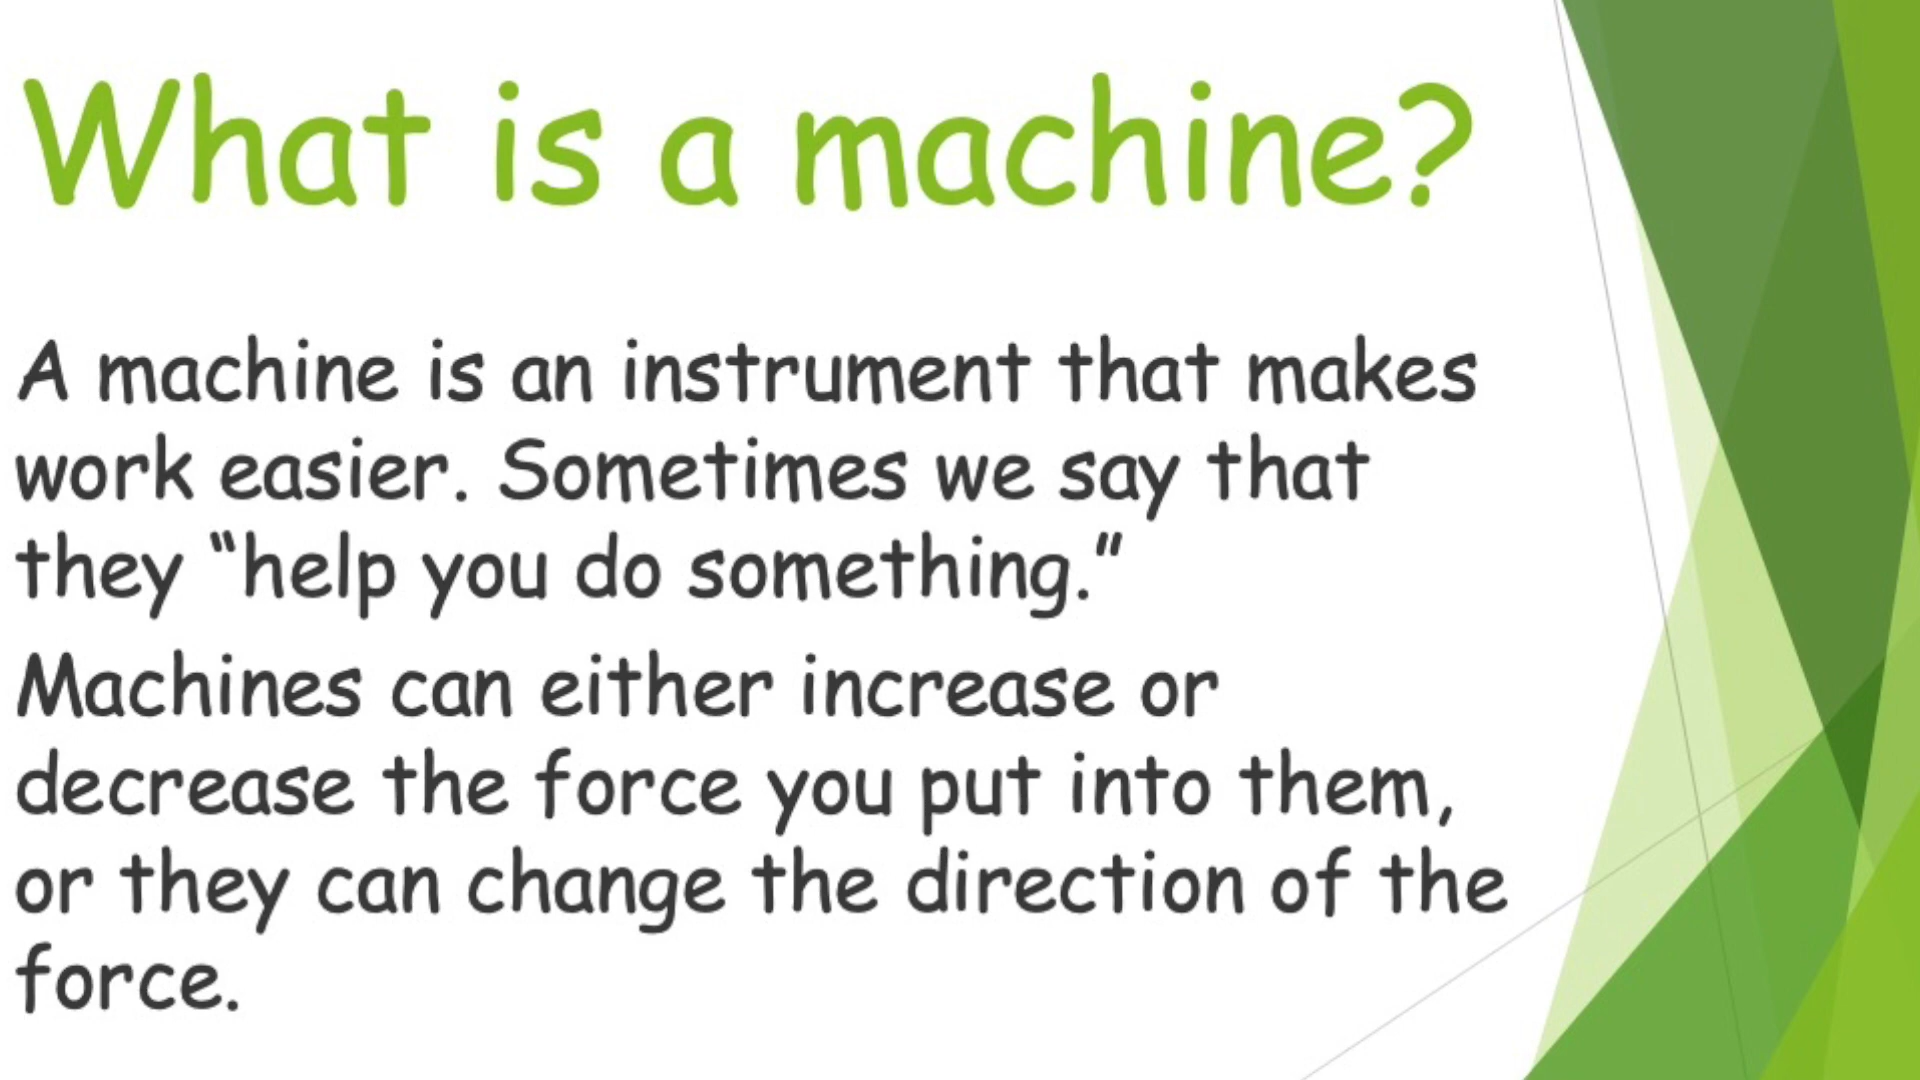 What is a machine?
A machine is an instrument that makes
work easier. Sometimes we say that
they “help you do something.”
Machines can either increase or
decrease the force you put into them,
or they can change the direction of the
force.